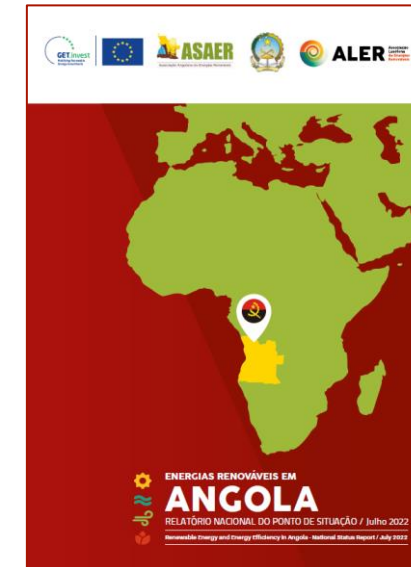 GET.invest
ASAER
ALER
ENERGIAS RENOVÁVEIS EM
ANGOLA
RELATÓRIO NACIONAL DO PONTO DE SITUAÇÃO / Julho 2022
Renewable Energy and Energy Efficiency in Angola - National Status Report / July 2022